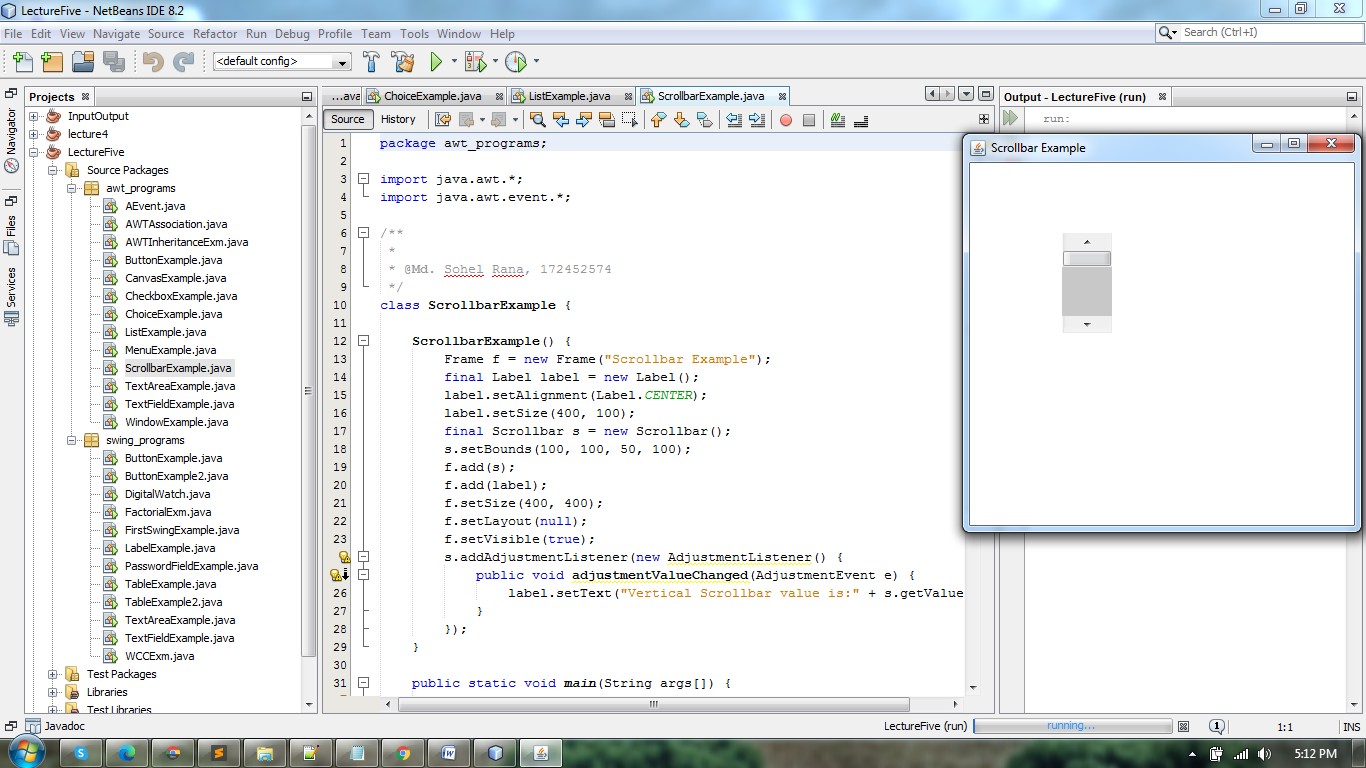 LectureFive - NetBeans IDE 8.2
File Edit View Navigate Source Refactor Run Debug Profile Team Tools Window Help
Search (Ctrl+I)
<default config>
Navigator
Files
Services
Projects
InputOutput
lecture4
LectureFive
Source Packages
awt_programs
AEvent.java
AWTAssociation.java
AWTInheritanceExm.java
ButtonExample.java
CanvasExample.java
CheckboxExample.java
ChoiceExample.java
ListExample.java
MenuExample.java
ScrollbarExample.java
TextAreaExample.java
TextFieldExample.java
WindowExample.java
swing_programs
ButtonExample.java
ButtonExample2.java
DigitalWatch.java
FactorialExm.java
FirstSwingExample.java
LabelExample.java
PasswordFieldExample.java
TableExample.java
TableExample2.java
TextAreaExample.java
TextFieldExample.java
WCCExm.java
Test Packages
Libraries
Test Libraries
...ava ChoiceExample.java ListExample.java ScrollbarExample.java
Source History
1 package awt_programs;
2
3 import java.awt.*;
4 import java.awt.event.*;
5
6 /**
7 *
8 * @Md. Sohel Rana, 172452574
9 */
10 class ScrollbarExample {
11
12 ScrollbarExample() {
13 Frame f = new Frame("Scrollbar Example");
14 final Label label = new Label();
15 label.setAlignment(Label.CENTER);
16 label.setSize(400, 100);
17 final Scrollbar s = new Scrollbar();
18 s.setBounds(100, 100, 50, 100);
19 f.add(s);
20 f.add(label);
21 f.setSize(400, 400);
22 f.setLayout(null);
23 f.setVisible(true);
s.addAdjustmentListener(new AdjustmentListener() {
public void adjustmentValueChanged(AdjustmentEvent e) {
26 label.setText("Vertical Scrollbar value is:" + s.getValue
27 }
28 });
29 }
30
31 public static void main(String args[]) {
Output - LectureFive (run)
run:
Scrollbar Example
Javadoc
LectureFive (run) running... 1 1:1 INS
5:12 PM